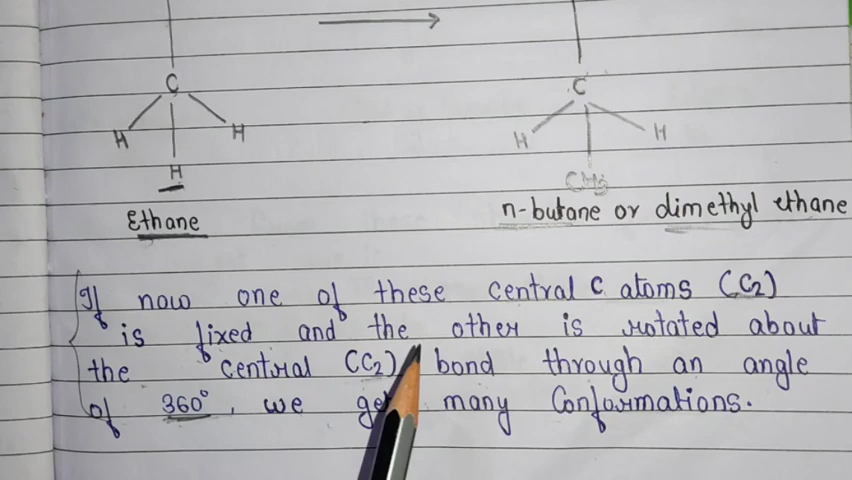 C C
H H H H
H CH3
Ethane n-butane or dimethyl ethane
If now one of these central C atoms (C2)
is fixed and the other is rotated about
the central (C2) bond through an angle
of 360°, we get many Conformations.